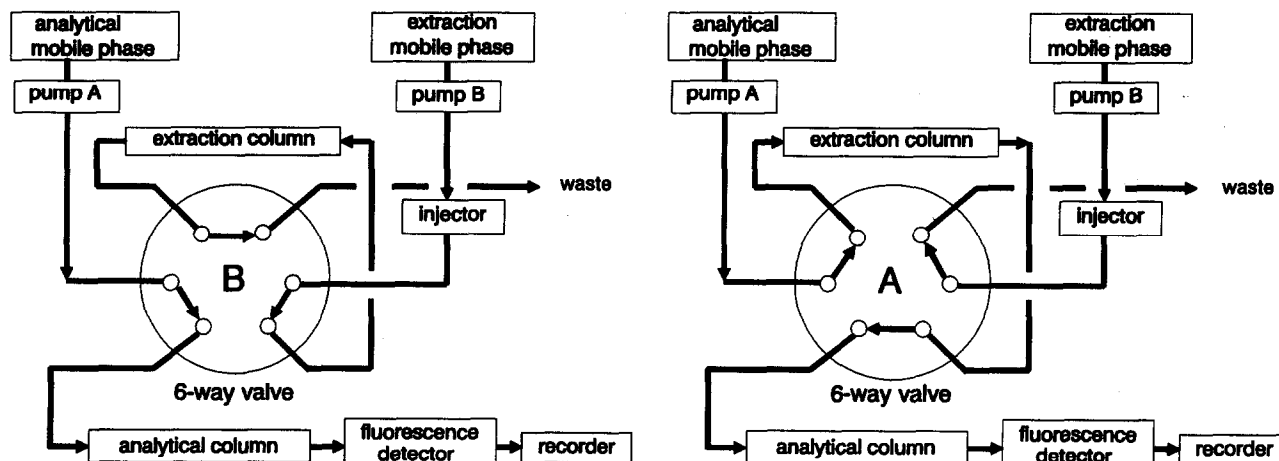 analytical
mobile phase
extraction
mobile phase
pump A
pump B
extraction column
waste
injector
B
6-way valve
analytical column
fluorescence
detector
recorder
analytical
mobile phase
extraction
mobile phase
pump A
pump B
extraction column
waste
injector
A
6-way valve
analytical column
fluorescence
detector
recorder